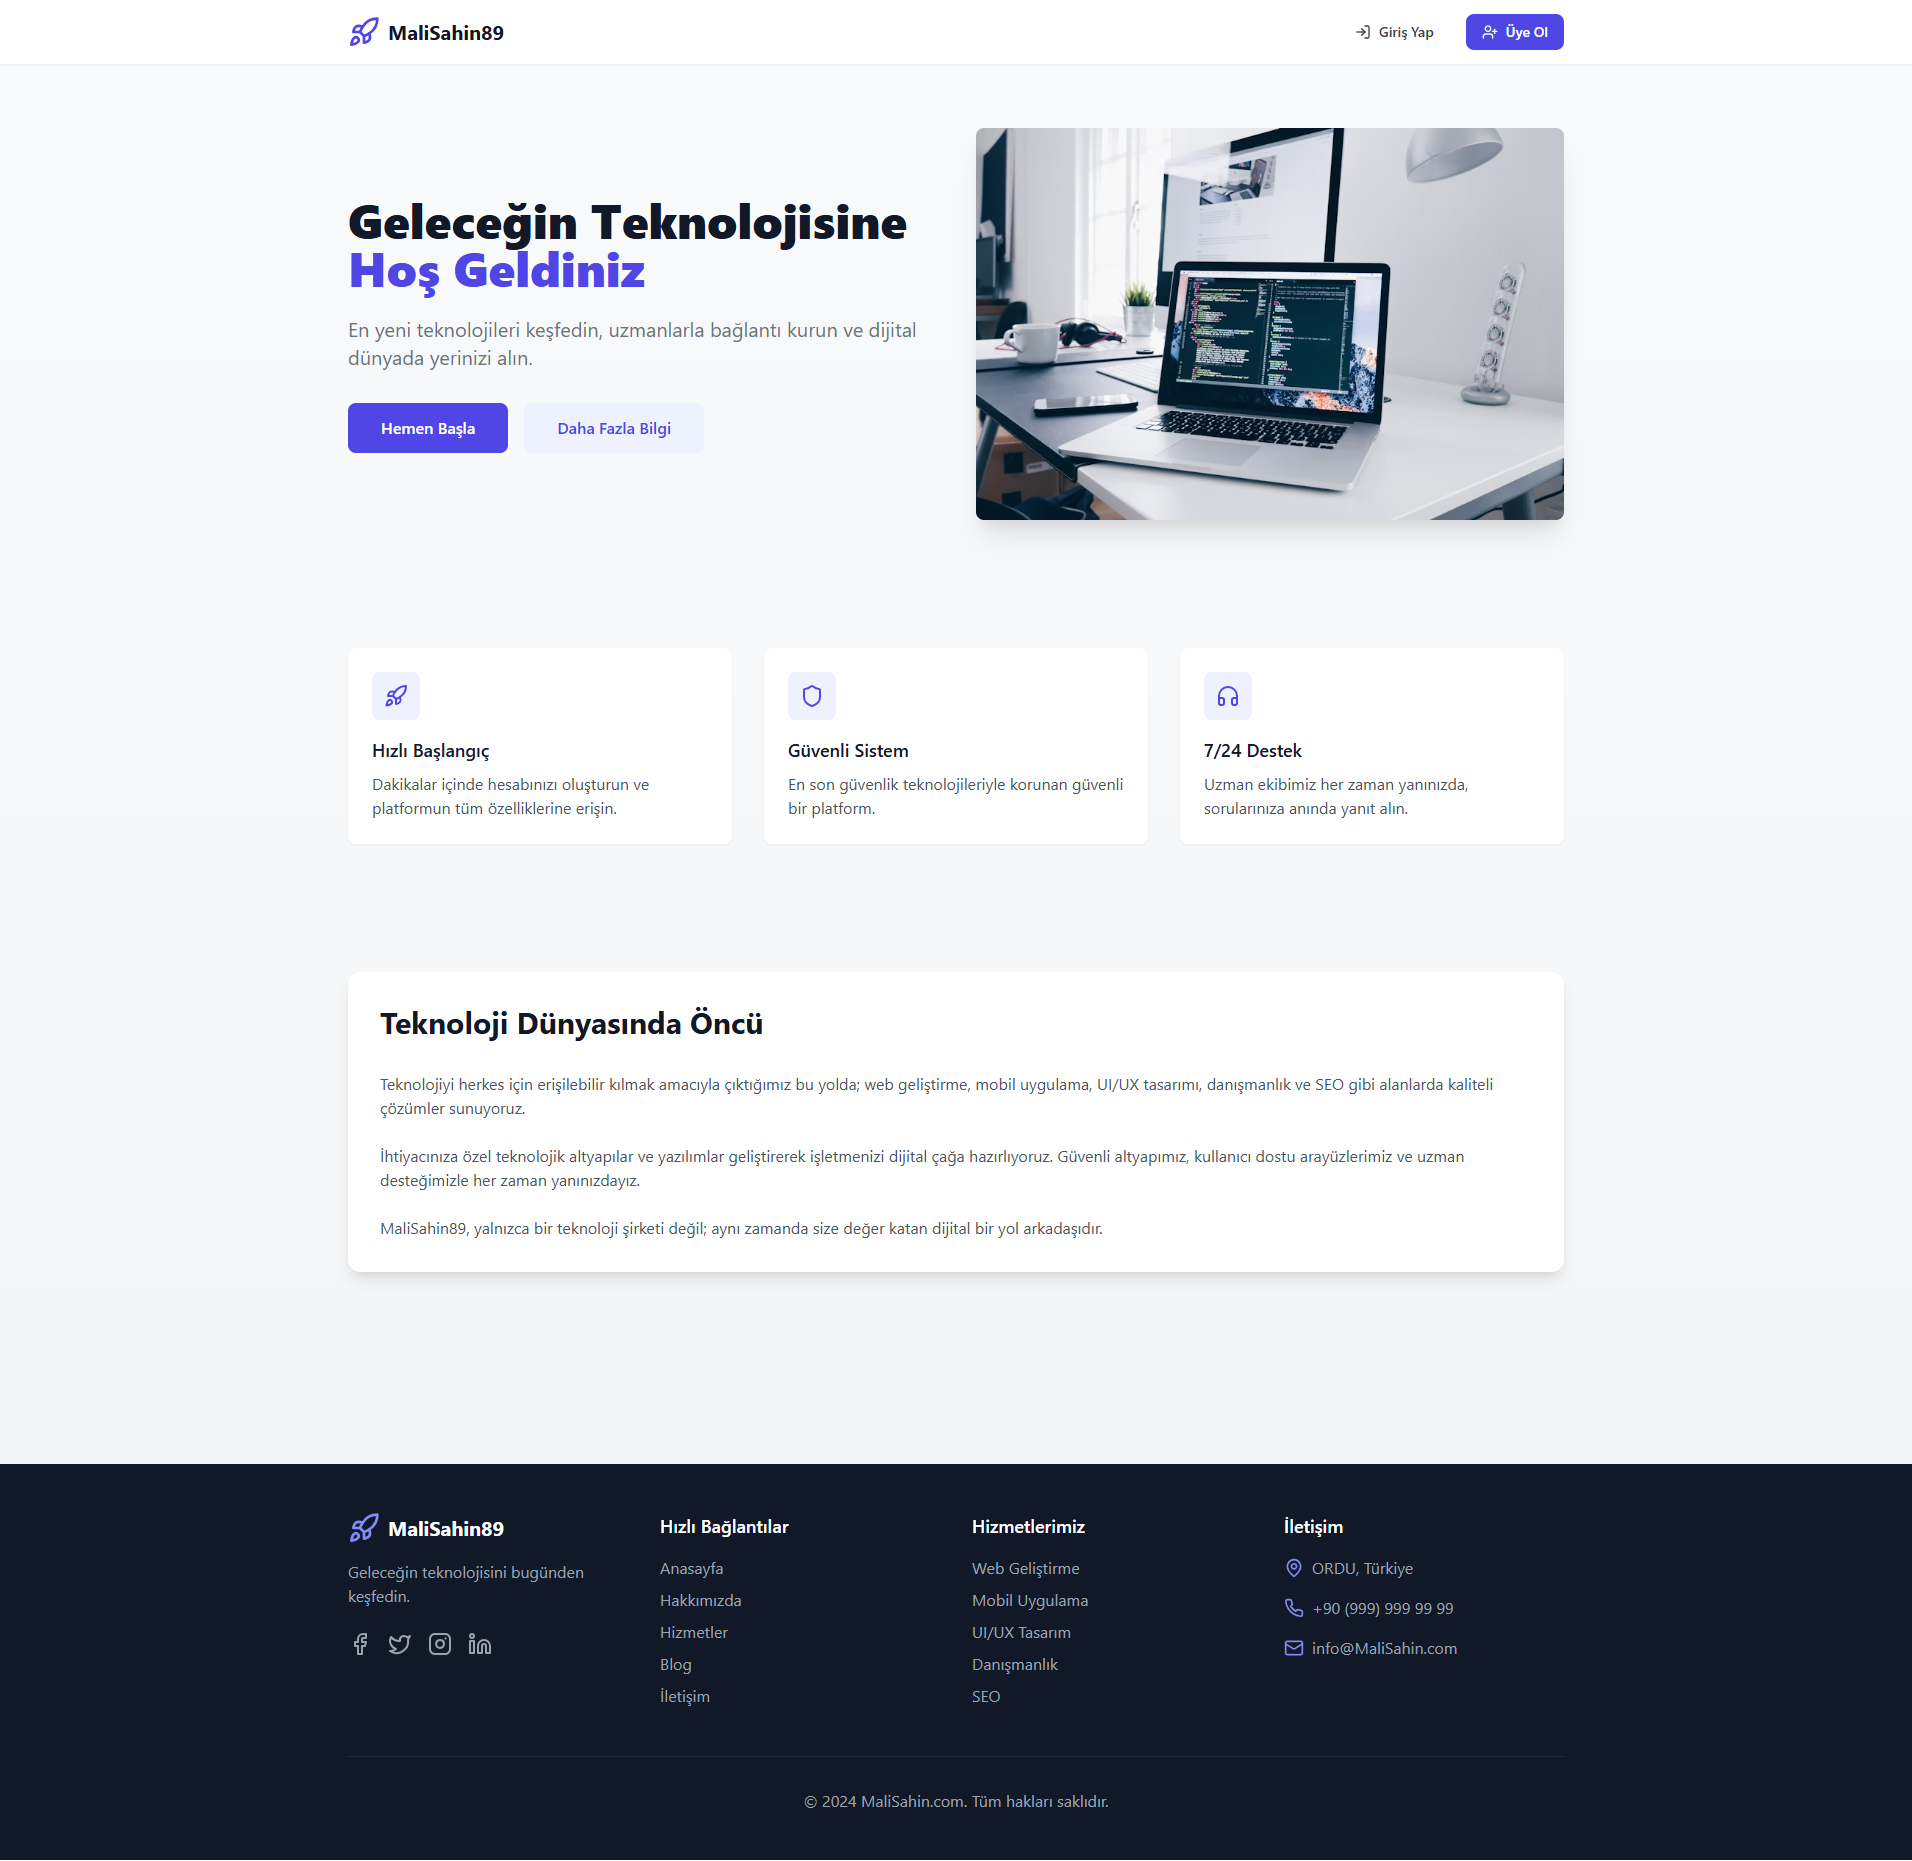 MaliSahin89
Giriş Yap
Üye Ol
Geleceğin Teknolojisine
Hoş Geldiniz
En yeni teknolojileri keşfedin, uzmanlarla bağlantı kurun ve dijital
dünyada yerinizi alın.
Hemen Başla
Daha Fazla Bilgi
Hızlı Başlangıç
Dakikalar içinde hesabınızı oluşturun ve
platformun tüm özelliklerine erişin.
Güvenli Sistem
En son güvenlik teknolojileriyle korunan güvenli
bir platform.
7/24 Destek
Uzman ekibimiz her zaman yanınızda,
sorularınıza anında yanıt alın.
Teknoloji Dünyasında Öncü
Teknolojiyi herkes için erişilebilir kılmak amacıyla çıktığımız bu yolda; web geliştirme, mobil uygulama, UI/UX tasarımı, danışmanlık ve SEO gibi alanlarda kaliteli
çözümler sunuyoruz.
İhtiyacınıza özel teknolojik altyapılar ve yazılımlar geliştirerek işletmenizi dijital çağa hazırlıyoruz. Güvenli altyapımız, kullanıcı dostu arayüzlerimiz ve uzman
desteğimizle her zaman yanınızdayız.
MaliSahin89, yalnızca bir teknoloji şirketi değil; aynı zamanda size değer katan dijital bir yol arkadaşıdır.
MaliSahin89
Geleceğin teknolojisini bugünden
keşfedin.
Hızlı Bağlantılar
Anasayfa
Hakkımızda
Hizmetler
Blog
İletişim
Hizmetlerimiz
Web Geliştirme
Mobil Uygulama
UI/UX Tasarım
Danışmanlık
SEO
İletişim
ORDU, Türkiye
+90 (999) 999 99 99
info@MaliSahin.com
© 2024 MaliSahin.com. Tüm hakları saklıdır.